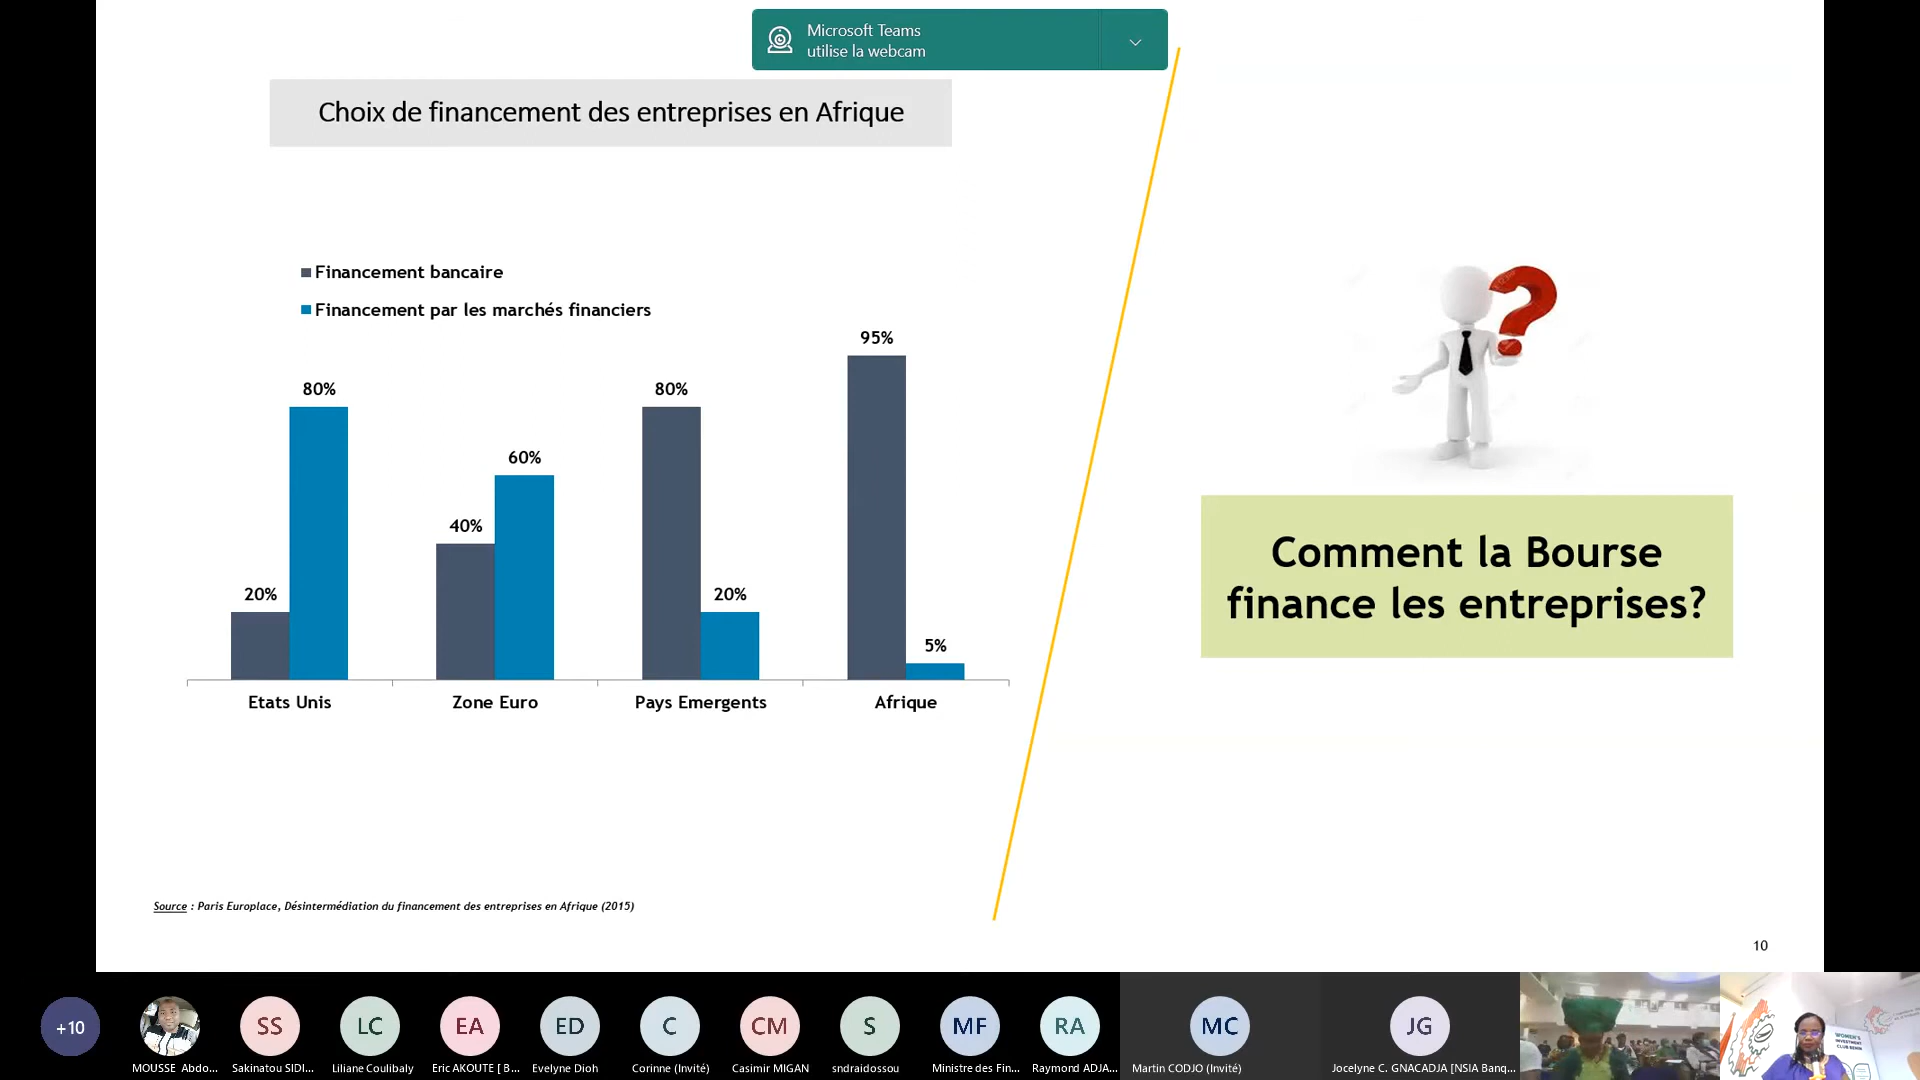 Microsoft Teams
utilise la webcam
Choix de financement des entreprises en Afrique
Financement bancaire
Financement par les marchés financiers
20%
80%
40%
60%
80%
20%
95%
5%
Etats Unis
Zone Euro
Pays Emergents
Afrique
Source : Paris Europlace, Désintermédiation du financement des entreprises en Afrique (2015)
Comment la Bourse
finance les entreprises?
10
+10
SS
LC
EA
ED
C
CM
S
MF
RA
MC
JG
MOUSSE Abdo...
Sakinatou SIDI...
Liliane Coulibaly
Eric AKOUTE [ B...
Evelyne Dioh
Corinne (Invité)
Casimir MIGAN
sndraidossou
Ministre des Fin...
Raymond ADJA...
Martin CODJO (Invité)
Jocelyne C. GNACADJA [NSIA Banq...
WOMEN'S
INVESTMENT
CLUB BENIN